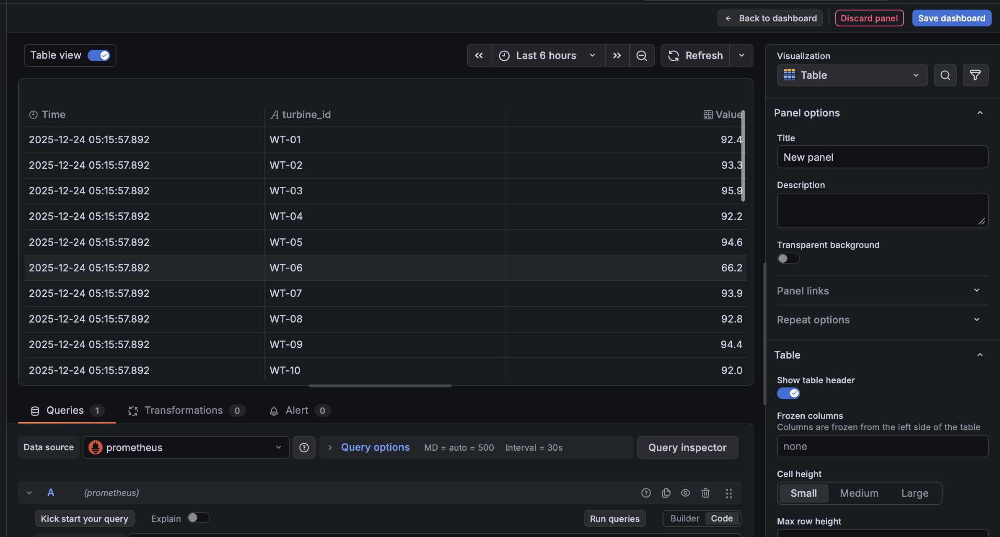 Back to dashboard
Discard panel
Save dashboard
Table view
Last 6 hours
Refresh
Time
turbine_id
Value
2025-12-24 05:15:57.892 WT-01 92.4
2025-12-24 05:15:57.892 WT-02 93.3
2025-12-24 05:15:57.892 WT-03 95.9
2025-12-24 05:15:57.892 WT-04 92.2
2025-12-24 05:15:57.892 WT-05 94.6
2025-12-24 05:15:57.892 WT-06 66.2
2025-12-24 05:15:57.892 WT-07 93.9
2025-12-24 05:15:57.892 WT-08 92.8
2025-12-24 05:15:57.892 WT-09 94.4
2025-12-24 05:15:57.892 WT-10 92.0
Queries 1
Transformations 0
Alert 0
Data source
prometheus
Query options
MD = auto = 500
Interval = 30s
Query inspector
A
(prometheus)
Kick start your query
Explain
Run queries
Builder
Code
Visualization
Table
Panel options
Title
New panel
Description
Transparent background
Panel links
Repeat options
Table
Show table header
Frozen columns
Columns are frozen from the left side of the table
none
Cell height
Small
Medium
Large
Max row height